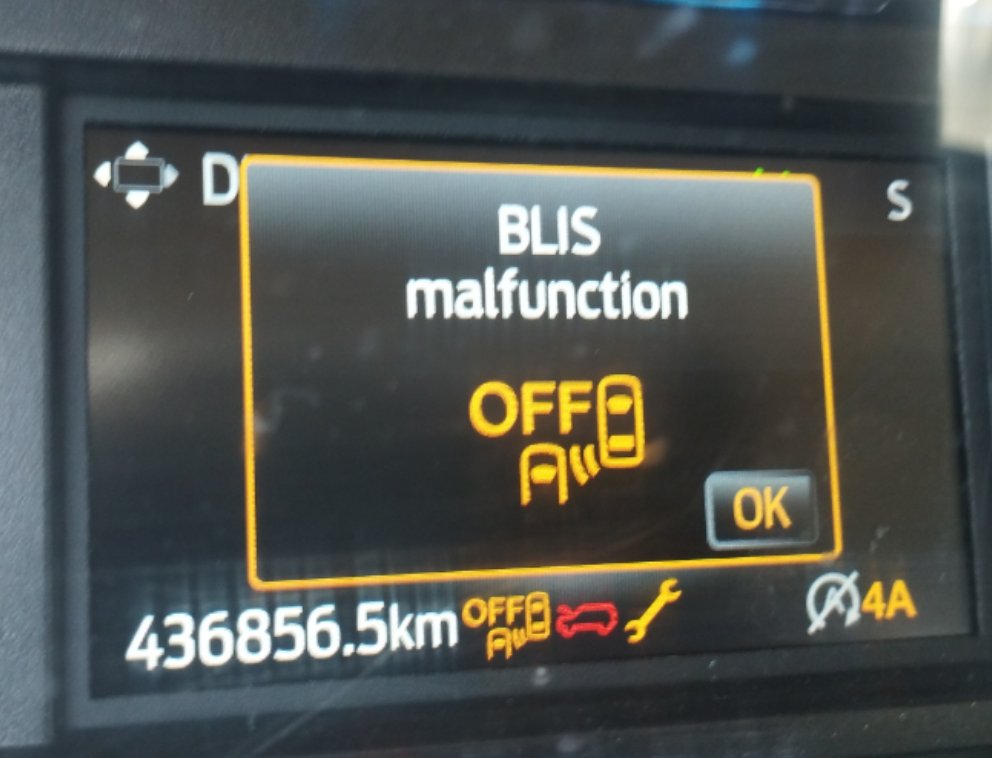 D
S
BLIS
malfunction
OFF
OK
436856.5km OFF 4A